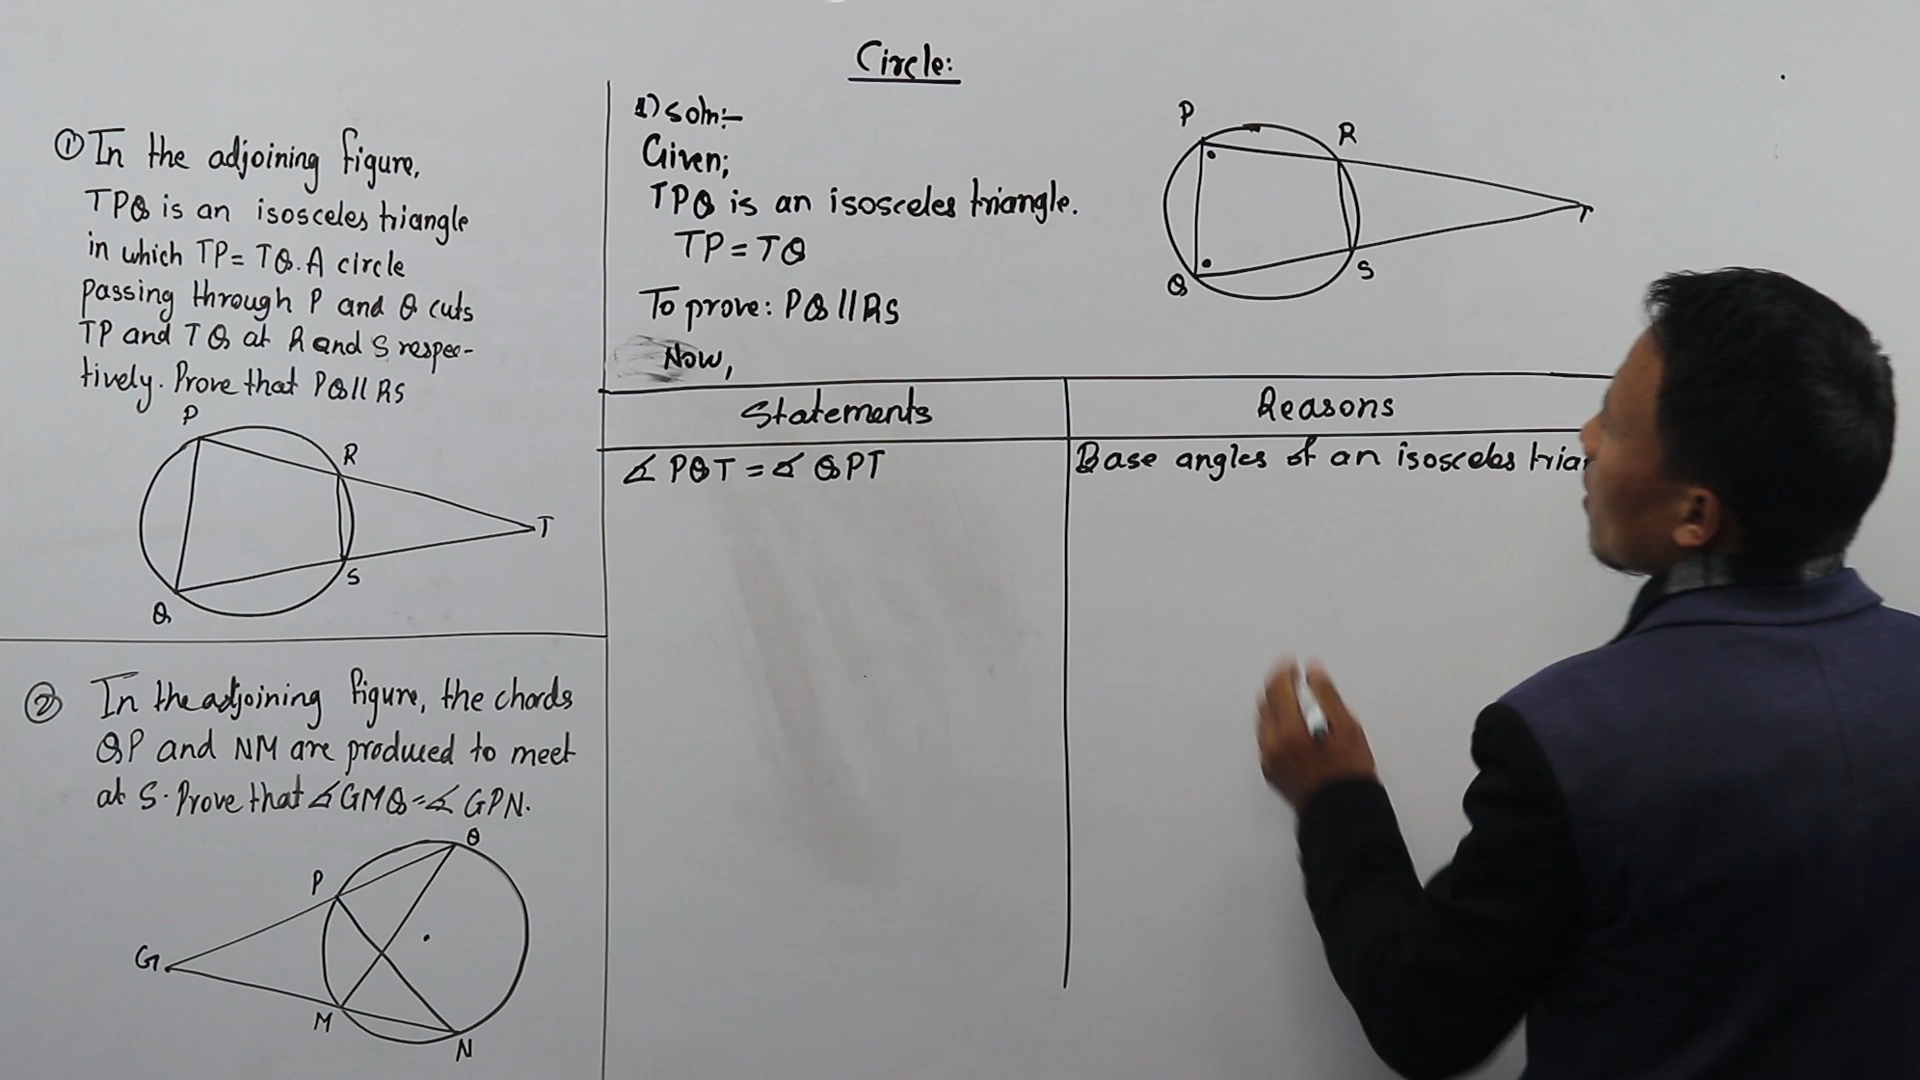 Circle:
① In the adjoining figure,
TPQ is an isosceles triangle
in which TP = TQ. A circle
passing through P and Q cuts
TP and TQ at R and S respec-
tively. Prove that PQ || RS
P
R
T
S
Q
② In the adjoining figure, the chords
QP and NM are produced to meet
at S. Prove that ∡GMQ = ∡GPN.
Q
P
G
M
N
1) Soln:-
Given;
TPQ is an isosceles triangle.
TP = TQ
To prove: PQ || RS
Now,
P
R
T
S
Q
Statements Reasons
∡PQT = ∡QPT Base angles of an isosceles trian